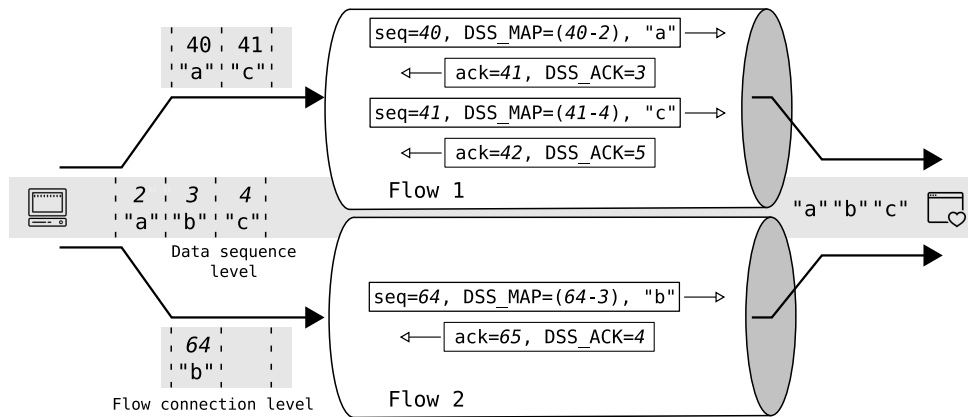 40 41
"a" "c"
seq=40, DSS_MAP=(40-2), "a"
ack=41, DSS_ACK=3
seq=41, DSS_MAP=(41-4), "c"
ack=42, DSS_ACK=5
Flow 1
2 3 4
"a" "b" "c"
"a""b""c"
Data sequence
level
seq=64, DSS_MAP=(64-3), "b"
ack=65, DSS_ACK=4
64
"b"
Flow 2
Flow connection level